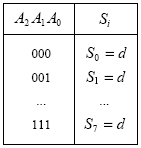 A₂A₁A₀ Sᵢ
000 S₀ = d
001 S₁ = d
... ...
111 S₇ = d